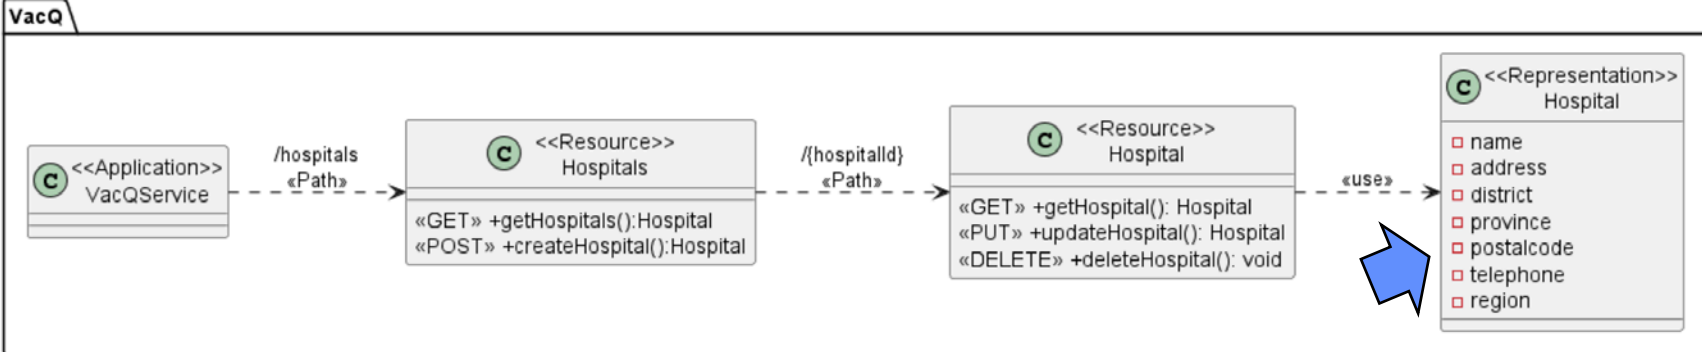 VacQ
C
<<Application>>
VacQService
/hospitals
«Path»
C
<<Resource>>
Hospitals
«GET» +getHospitals():Hospital
«POST» +createHospital():Hospital
/{hospitalId}
«Path»
C
<<Resource>>
Hospital
«GET» +getHospital(): Hospital
«PUT» +updateHospital(): Hospital
«DELETE» +deleteHospital(): void
«use»
C
<<Representation>>
Hospital
name
address
district
province
postalcode
telephone
region